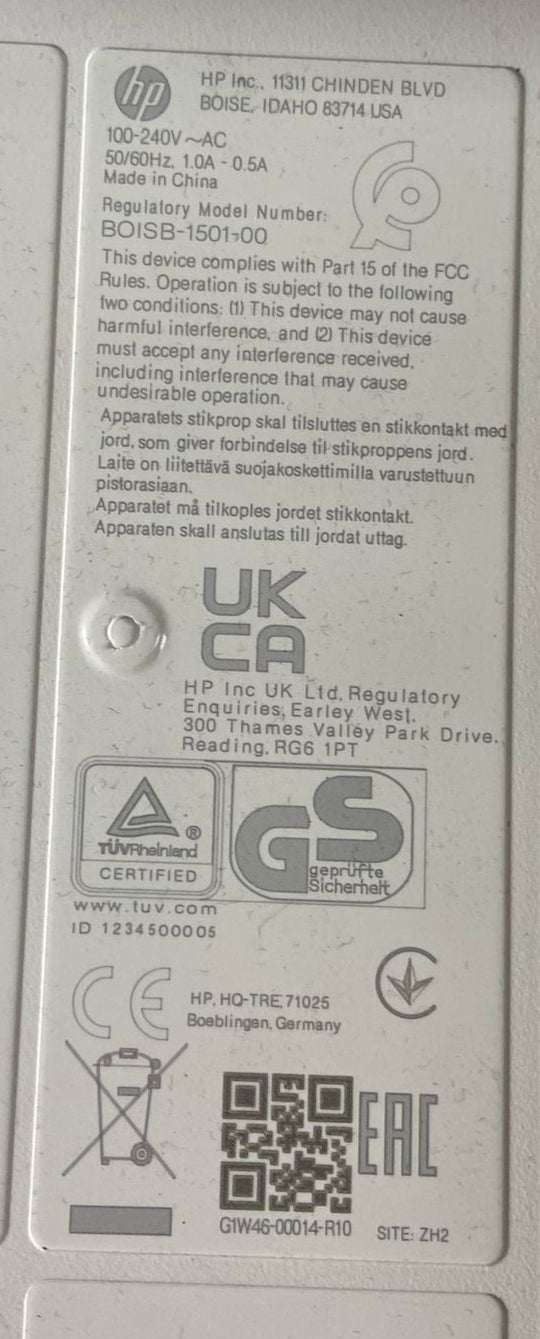 hp
HP Inc., 11311 CHINDEN BLVD
BOISE, IDAHO 83714 USA
100-240V ~AC
50/60Hz, 1.0A - 0.5A
Made in China
Regulatory Model Number:
BOISB-1501-00
This device complies with Part 15 of the FCC
Rules. Operation is subject to the following
two conditions: (1) This device may not cause
harmful interference, and (2) This device
must accept any interference received,
including interference that may cause
undesirable operation.
Apparatets stikprop skal tilsluttes en stikkontakt med
jord, som giver forbindelse til stikproppens jord.
Laite on liitettävä suojakoskettimilla varustettuun
pistorasiaan.
Apparatet må tilkoples jordet stikkontakt.
Apparaten skall anslutas till jordat uttag.
UK
CA
HP Inc UK Ltd, Regulatory
Enquiries, Earley West,
300 Thames Valley Park Drive,
Reading, RG6 1PT
®
TÜVRheinland
CERTIFIED
GS
geprüfte
Sicherheit
www.tuv.com
ID 1234500005
CE
HP, HQ-TRE, 71025
Boeblingen, Germany
EAC
G1W46-00014-R10 SITE: ZH2